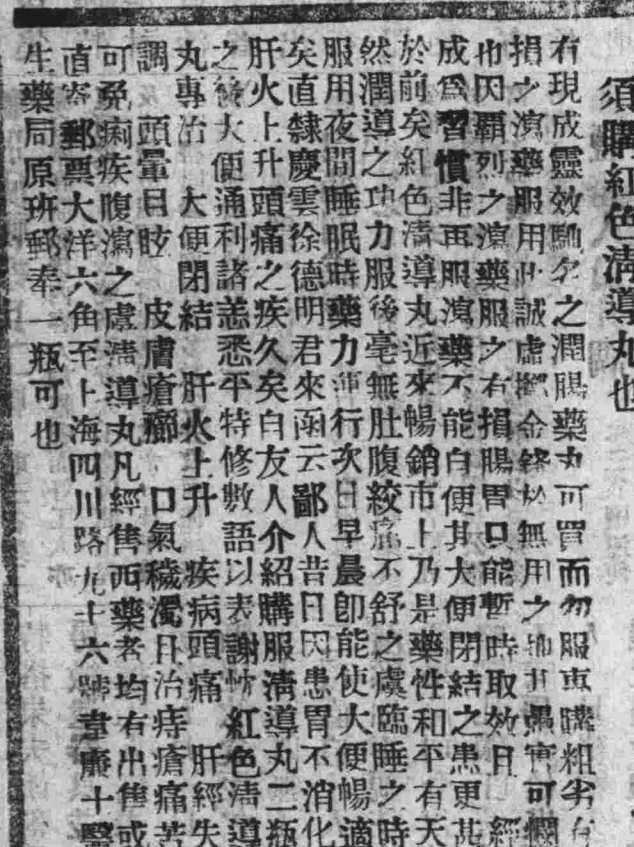 須購紅色清導丸也
有現成靈效馳名之潤腸藥丸可買而勿服或購粗劣有
損之瀉藥服用此誠虛擲金錢於無用之地其愚實可憫
也因霸烈之瀉藥服之有損腸胃只能暫時取效且一經
成為習慣非再服瀉藥不能自便其大便閉結之患更甚
於前矣紅色清導丸近來暢銷市上乃是藥性和平有天
然潤導之功力服後毫無肚腹絞痛不舒之虞臨睡之時
服用夜間睡眠時藥力運行次日早晨即能使大便暢適
矣直隸慶雲徐德明君來函云鄙人昔日因患胃不消化
肝火上升頭痛之疾久矣自友人介紹購服清導丸二瓶
之後大便通利諸恙悉平特修數語以表謝忱紅色清導
丸專治 大便閉結 肝火上升 疾病頭痛 肝經失
調 頭暈目眩 皮膚瘡癤 口氣穢濁且治痔瘡痛苦
可免痢疾腹瀉之虞清導丸凡經售西藥者均有出售或
直寄郵票大洋六角至上海四川路九十六號韋廉士醫
生藥局原班郵奉一瓶可也